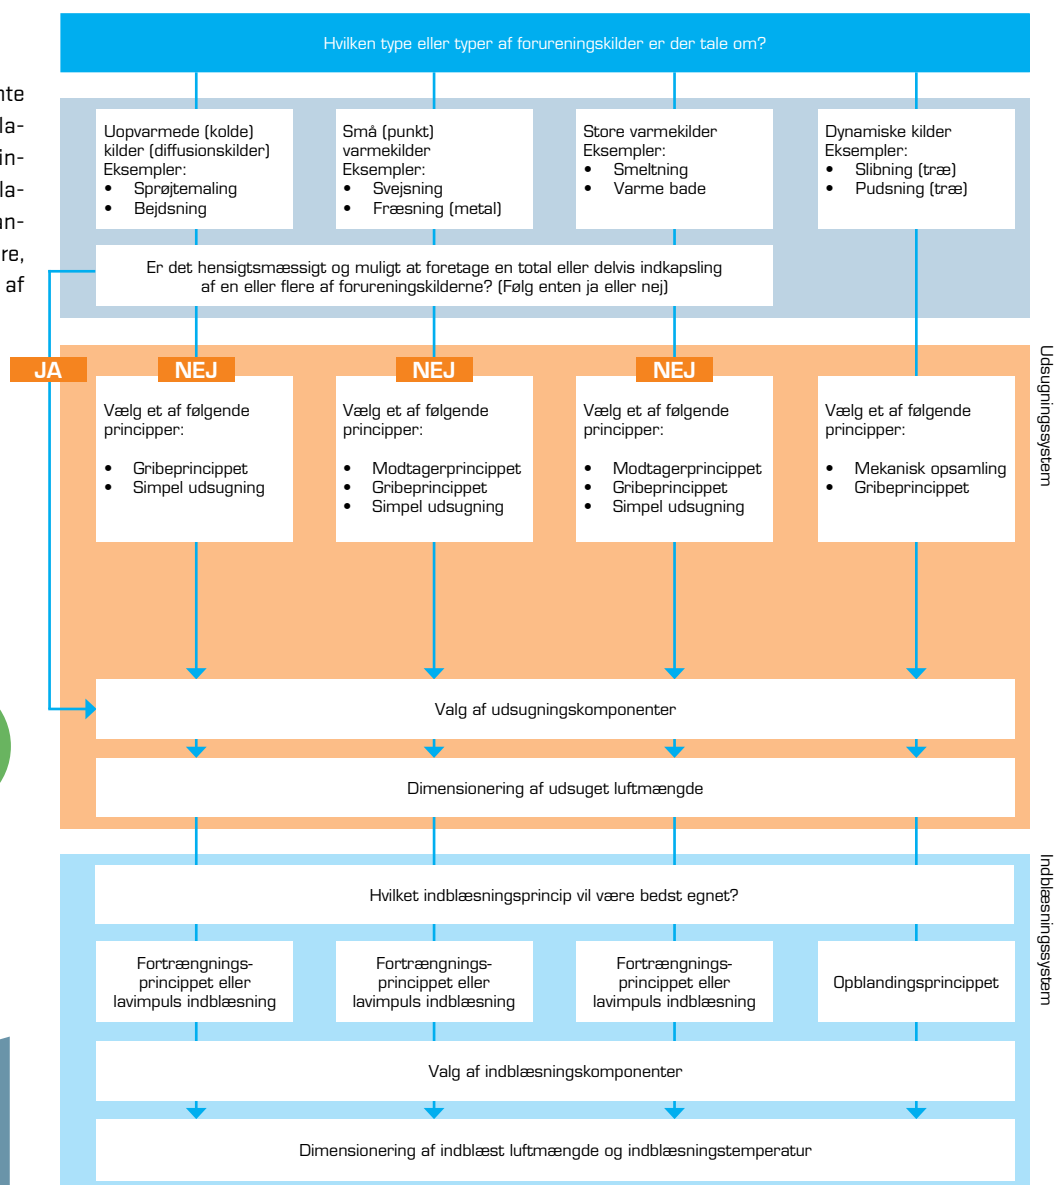 Hvilken type eller typer af forureningskilder er der tale om?
nte
la-
in-
la-
an-
re,
af
Uopvarmede (kolde)
kilder (diffusionskilder)
Eksempler:
• Sprøjtemaling
• Bejdsning
Små (punkt)
varmekilder
Eksempler:
• Svejsning
• Fræsning (metal)
Store varmekilder
Eksempler:
• Smeltning
• Varme bade
Dynamiske kilder
Eksempler:
• Slibning (træ)
• Pudsning (træ)
Er det hensigtsmæssigt og muligt at foretage en total eller delvis indkapsling
af en eller flere af forureningskilderne? (Følg enten ja eller nej)
JA
NEJ
NEJ
NEJ
Udsugningssystem
Vælg et af følgende
principper:
• Gribeprincippet
• Simpel udsugning
Vælg et af følgende
principper:
• Modtagerprincippet
• Gribeprincippet
• Simpel udsugning
Vælg et af følgende
principper:
• Modtagerprincippet
• Gribeprincippet
• Simpel udsugning
Vælg et af følgende
principper:
• Mekanisk opsamling
• Gribeprincippet
Valg af udsugningskomponenter
Dimensionering af udsuget luftmængde
Indblæsningssystem
Hvilket indblæsningsprincip vil være bedst egnet?
Fortrængnings-
princippet eller
lavimpuls indblæsning
Fortrængnings-
princippet eller
lavimpuls indblæsning
Fortrængnings-
princippet eller
lavimpuls indblæsning
Opblandingsprincippet
Valg af indblæsningskomponenter
Dimensionering af indblæst luftmængde og indblæsningstemperatur